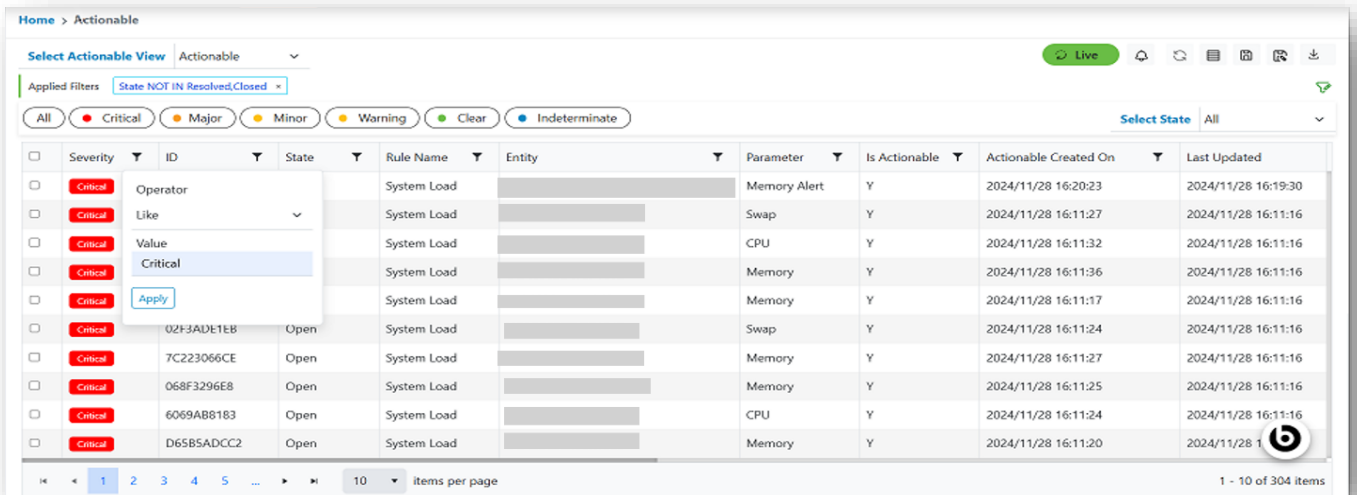 Home > Actionable
Select Actionable View Actionable Live
Applied Filters State NOT IN Resolved,Closed ×
All Critical Major Minor Warning Clear Indeterminate Select State All
Severity ID State Rule Name Entity Parameter Is Actionable Actionable Created On Last Updated
Critical System Load Memory Alert Y 2024/11/28 16:20:23 2024/11/28 16:19:30
Operator
Critical System Load Swap Y 2024/11/28 16:11:27 2024/11/28 16:11:16
Like
Critical System Load CPU Y 2024/11/28 16:11:32 2024/11/28 16:11:16
Value
Critical System Load Memory Y 2024/11/28 16:11:36 2024/11/28 16:11:16
Critical
Critical System Load Memory Y 2024/11/28 16:11:17 2024/11/28 16:11:16
Apply
Critical 02F3ADE1EB Open System Load Swap Y 2024/11/28 16:11:24 2024/11/28 16:11:16
Critical 7C223066CE Open System Load Memory Y 2024/11/28 16:11:27 2024/11/28 16:11:16
Critical 068F3296E8 Open System Load Memory Y 2024/11/28 16:11:25 2024/11/28 16:11:16
Critical 6069AB8183 Open System Load CPU Y 2024/11/28 16:11:24 2024/11/28 16:11:16
Critical D65B5ADCC2 Open System Load Memory Y 2024/11/28 16:11:20 2024/11/28
1 2 3 4 5 ... 10 items per page 1 - 10 of 304 items